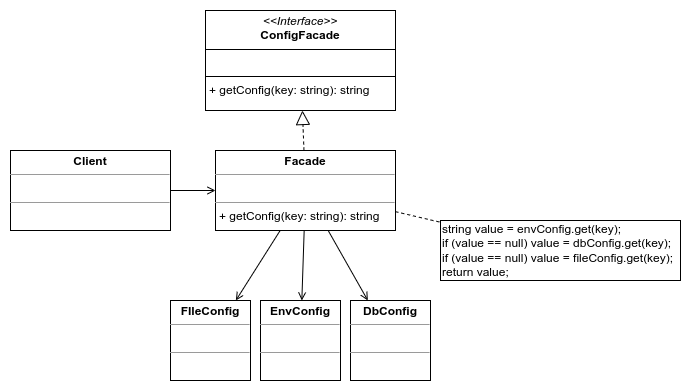 <<Interface>>
ConfigFacade
+ getConfig(key: string): string
Client
Facade
+ getConfig(key: string): string
string value = envConfig.get(key);
if (value == null) value = dbConfig.get(key);
if (value == null) value = fileConfig.get(key);
return value;
FIleConfig
EnvConfig
DbConfig